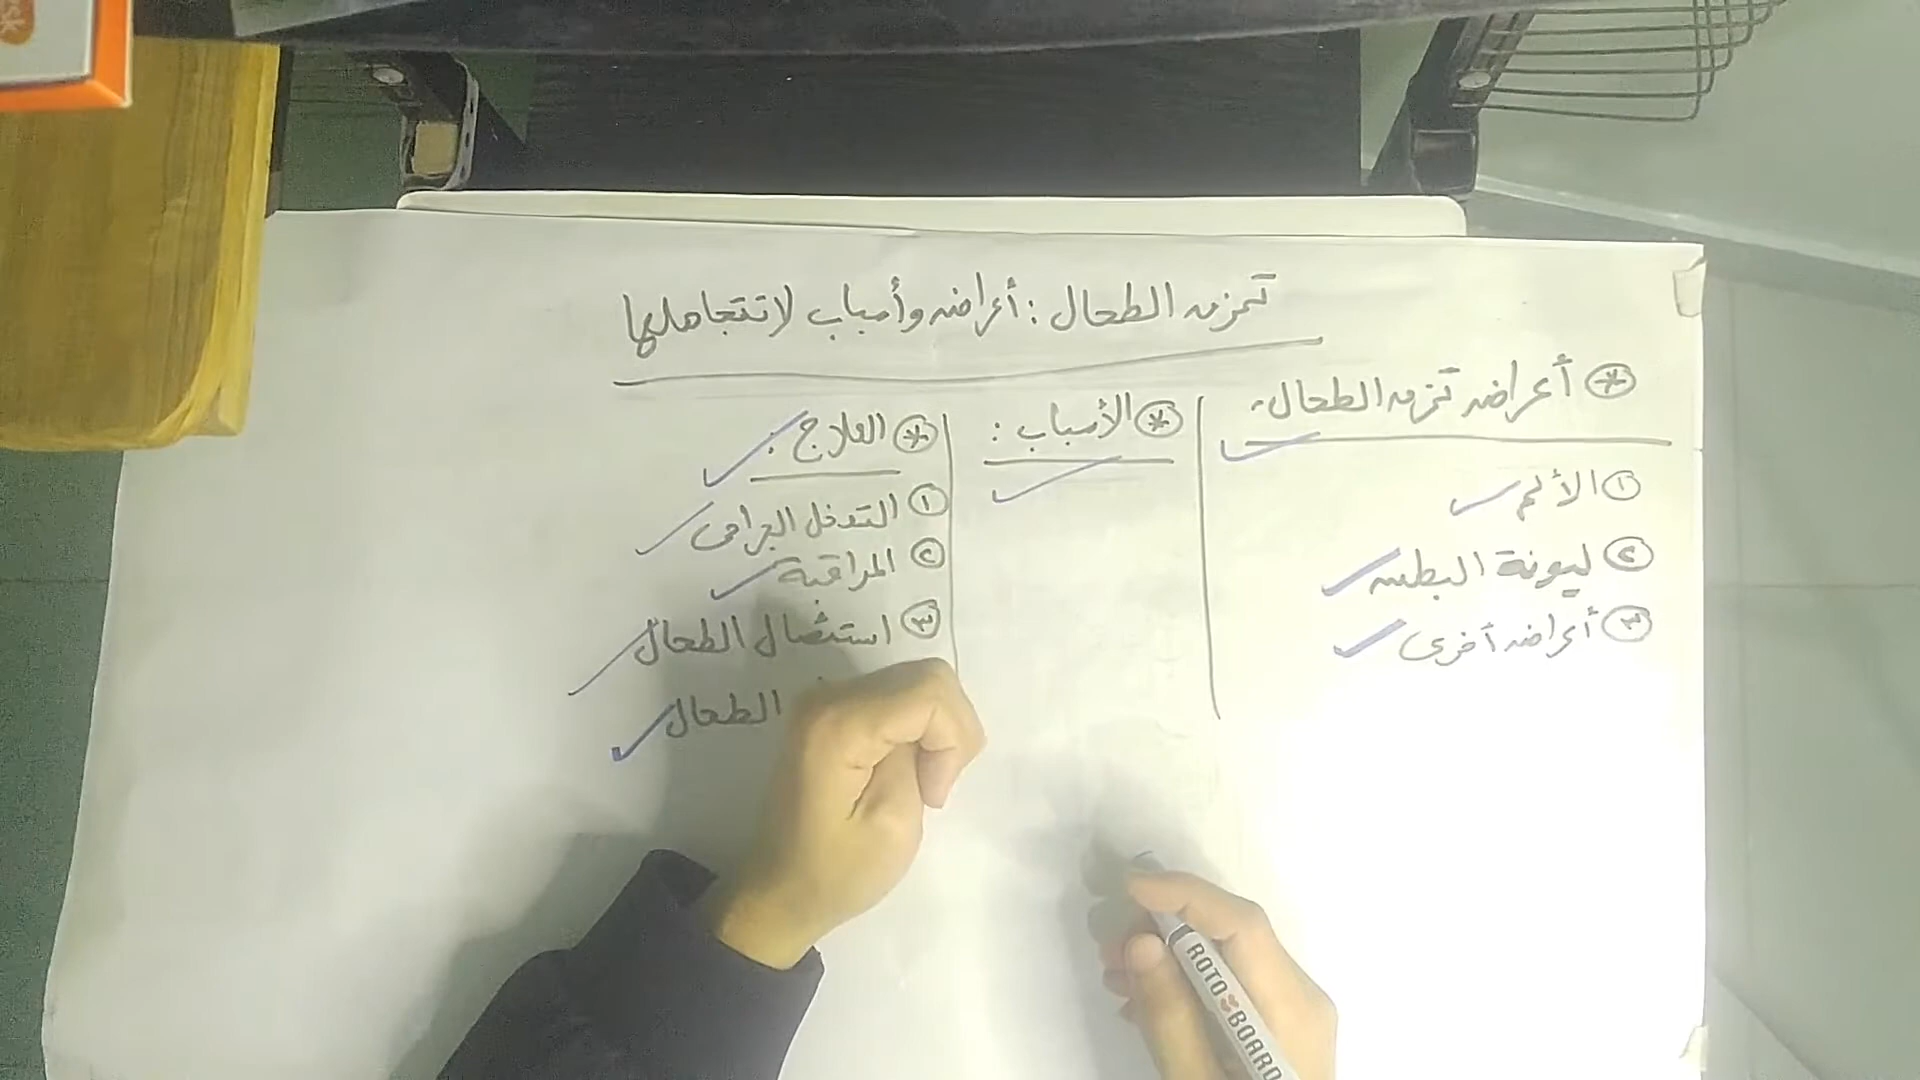 تمزق الطحال : أعراض وأسباب لا تتجاهلها
* أعراض تمزق الطحال .
١ الألم
٢ ليونة البطن
٣ أعراض أخرى
* الأسباب :
* العلاج :
١ التدخل الجراحي
٢ المراقبة
٣ استئصال الطحال
الطحال
ROTO BOARD